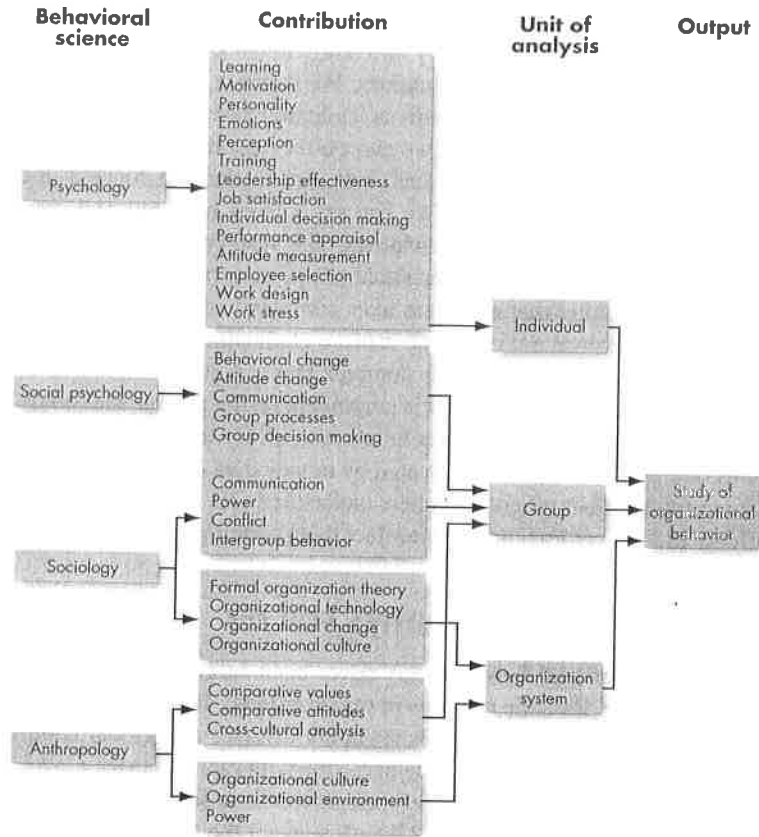 Behavioral
science
Contribution
Unit of
analysis
Output
Psychology
Learning
Motivation
Personality
Emotions
Perception
Training
Leadership effectiveness
Job satisfaction
Individual decision making
Performance appraisal
Attitude measurement
Employee selection
Work design
Work stress
Individual
Social psychology
Behavioral change
Attitude change
Communication
Group processes
Group decision making
Communication
Power
Conflict
Intergroup behavior
Group
Study of
organizational
behavior
Sociology
Formal organization theory
Organizational technology
Organizational change
Organizational culture
Organization
system
Anthropology
Comparative values
Comparative attitudes
Cross-cultural analysis
Organizational culture
Organizational environment
Power